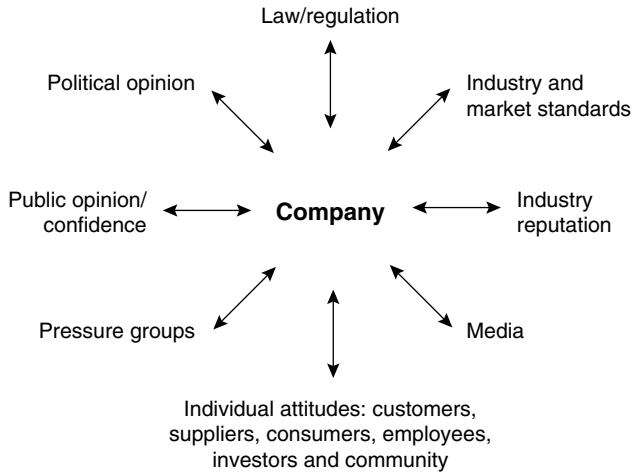 Law/regulation
Political opinion
Industry and
market standards
Public opinion/
confidence
Company
Industry
reputation
Pressure groups
Media
Individual attitudes: customers,
suppliers, consumers, employees,
investors and community